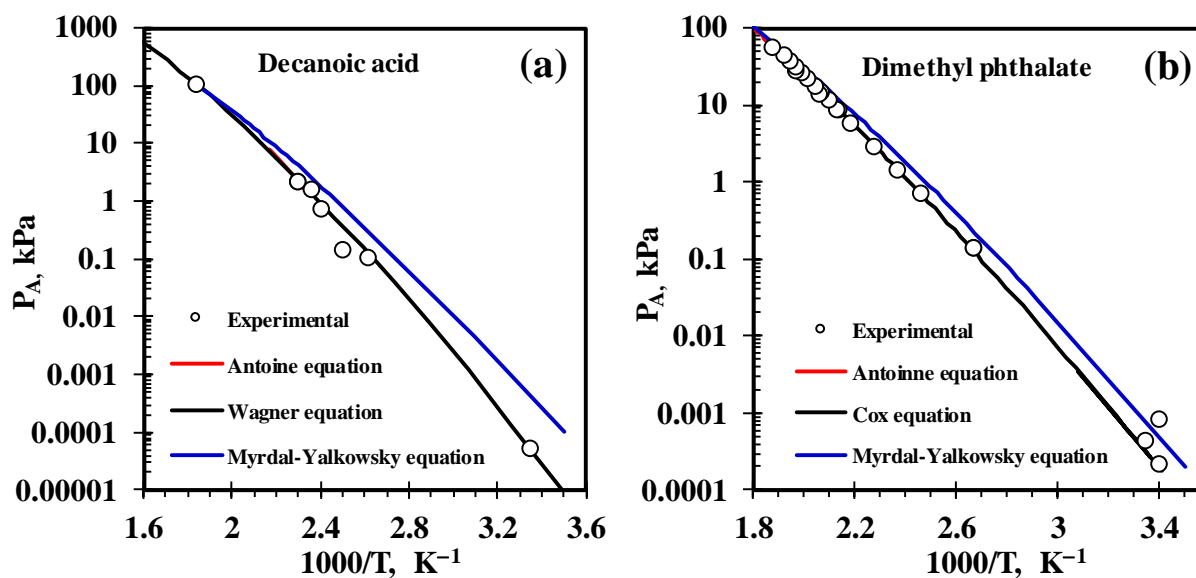 Decanoic acid
(a)
P_A, kPa
1000
100
10
1
0.1
0.01
0.001
0.0001
0.00001
Experimental
Antoine equation
Wagner equation
Myrdal-Yalkowsky equation
1.6 2 2.4 2.8 3.2 3.6
1000/T, K⁻¹
Dimethyl phthalate
(b)
P_A, kPa
100
10
1
0.1
0.01
0.001
0.0001
Experimental
Antoinne equation
Cox equation
Myrdal-Yalkowsky equation
1.8 2.2 2.6 3 3.4
1000/T, K⁻¹